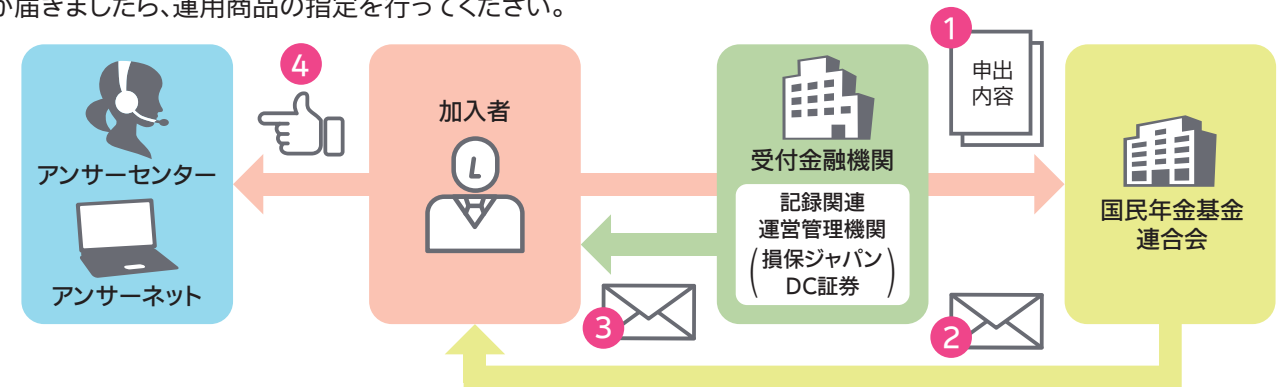 が届きましたら、運用商品の指定を行ってください。
1
申出
内容
4
加入者
アンサーセンター
アンサーネット
受付金融機関
記録関連
運営管理機関
(損保ジャパン
DC証券)
国民年金基金
連合会
3
2